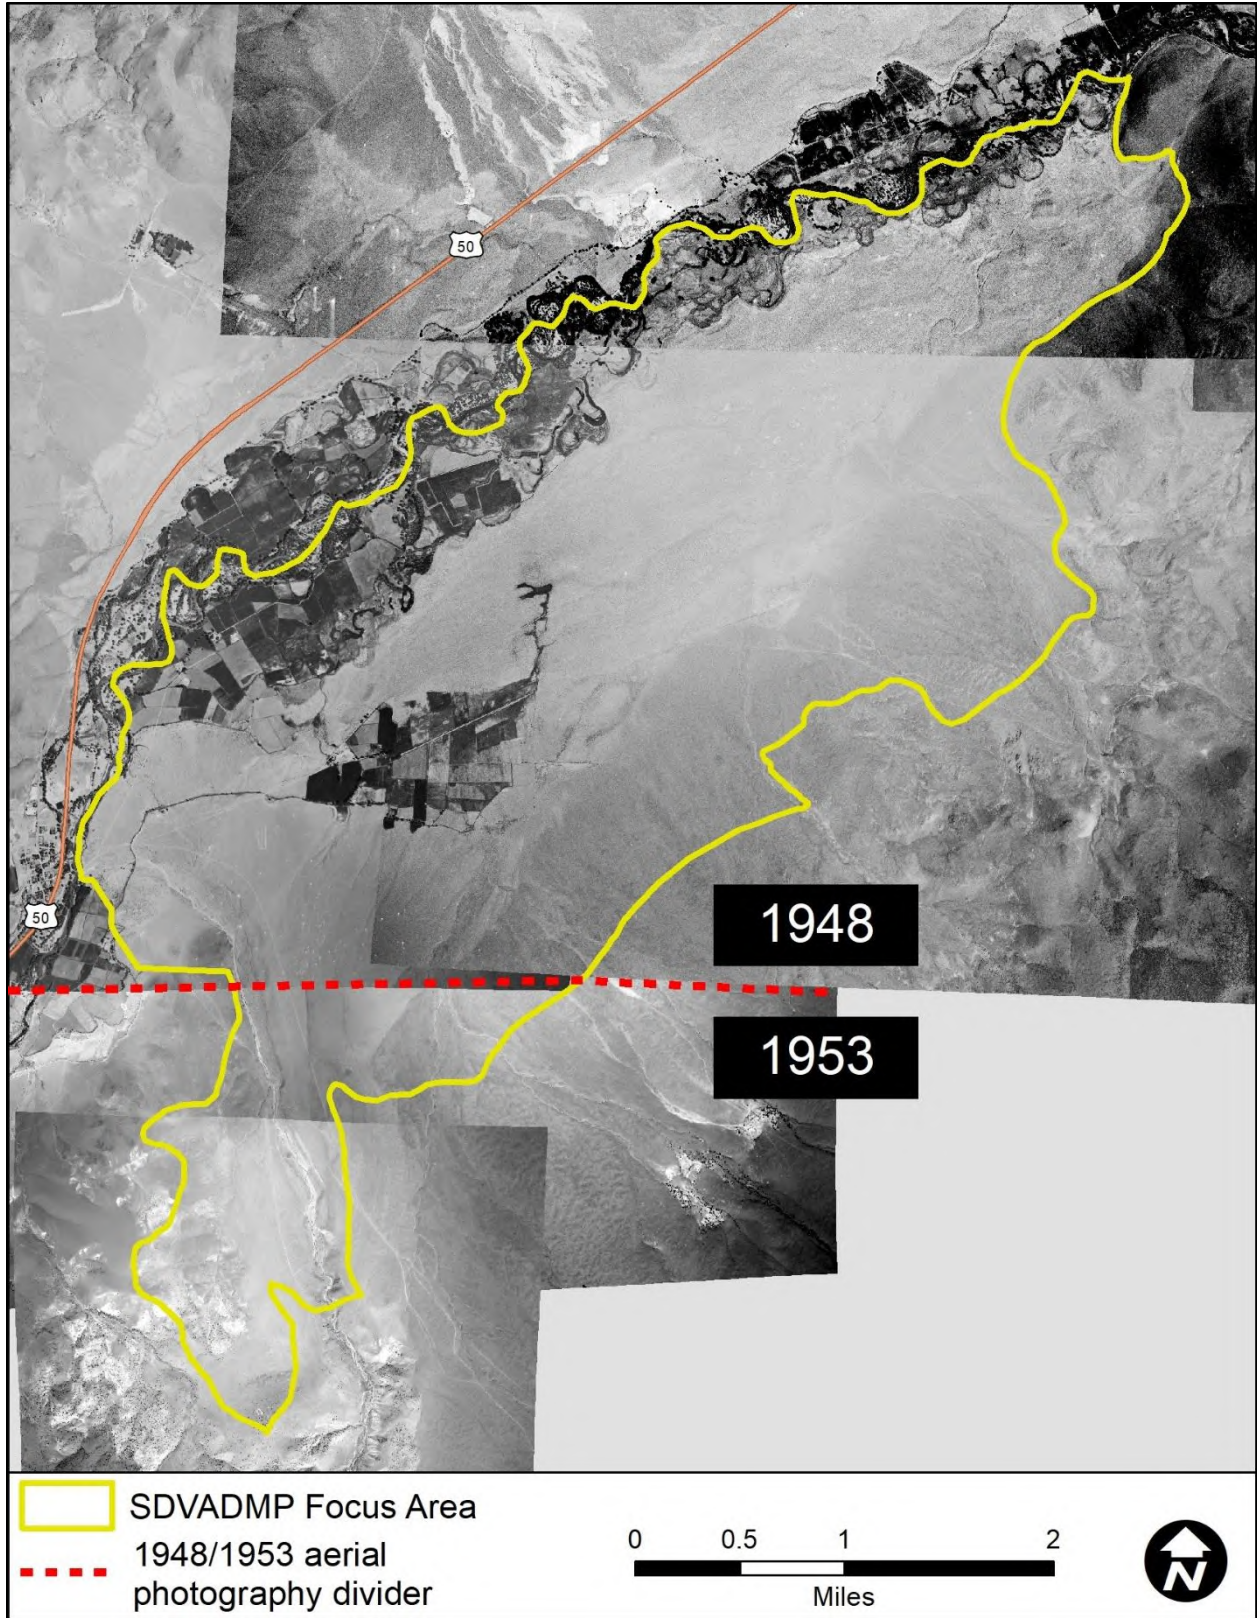 50
50
1948
1953
SDVADMP Focus Area
1948/1953 aerial
photography divider
0 0.5 1 2
Miles
N